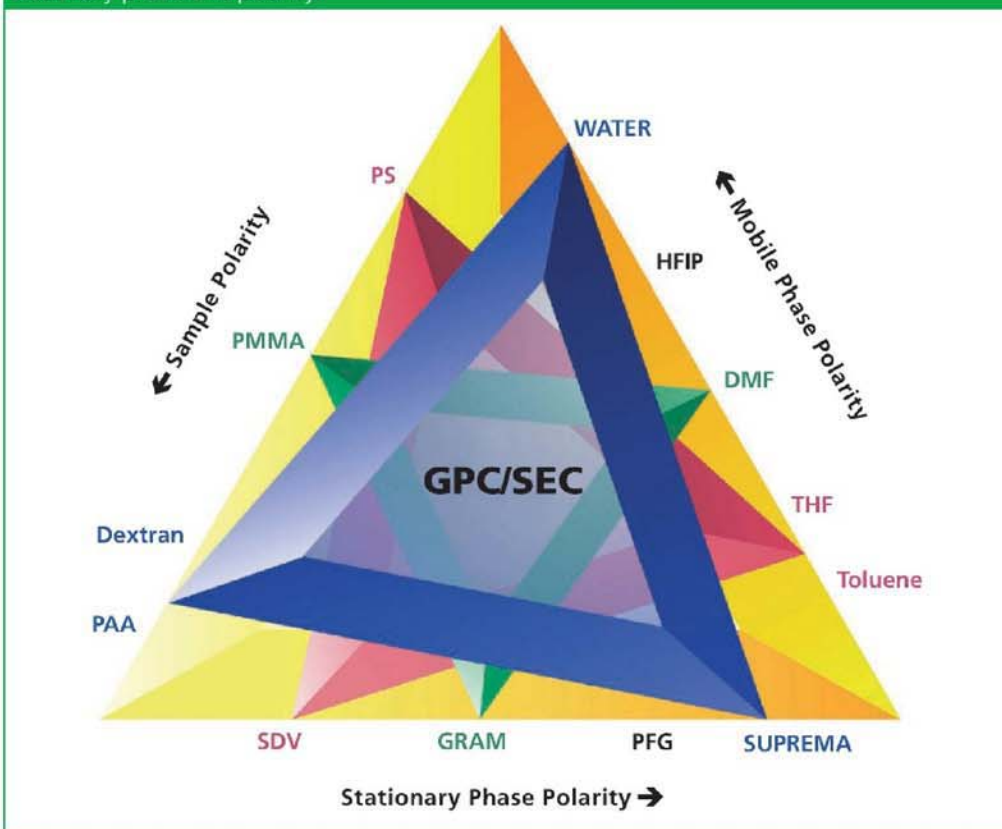 WATER
PS
HFIP
← Sample Polarity
← Mobile Phase Polarity
PMMA
DMF
GPC/SEC
THF
Dextran
Toluene
PAA
SDV
GRAM
PFG
SUPREMA
Stationary Phase Polarity →